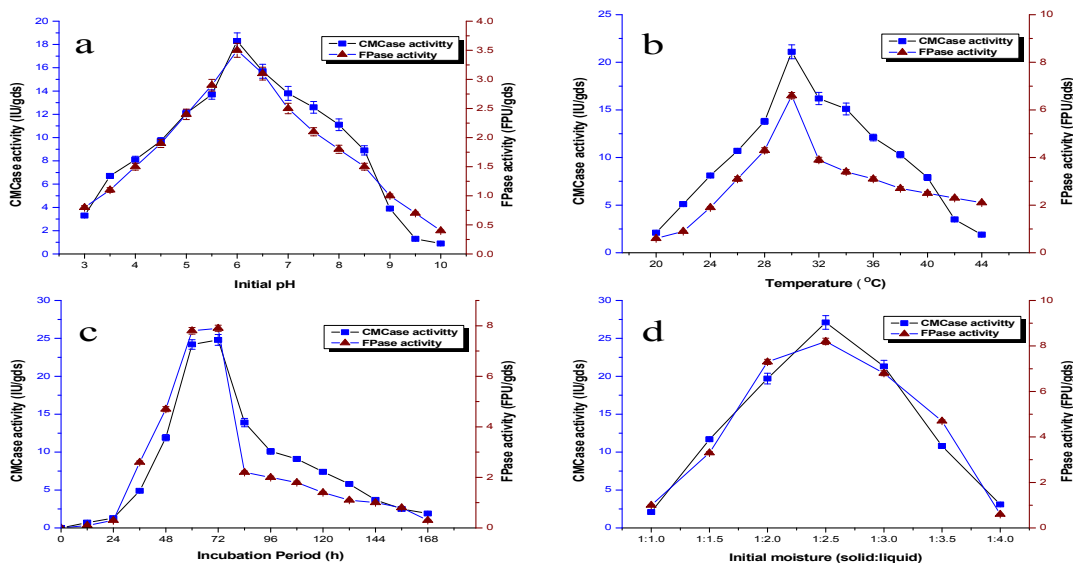 a
CMCase activitty
FPase activity
CMCase activity (IU/gds)
20
18
16
14
12
10
8
6
4
2
0
FPase activity (FPU/gds)
4.0
3.5
3.0
2.5
2.0
1.5
1.0
0.5
0.0
3 4 5 6 7 8 9 10
Initial pH
b
CMCase activitty
FPase activity
CMCase activity (IU/gds)
25
20
15
10
5
0
FPase activity (FPU/gds)
10
8
6
4
2
0
20 24 28 32 36 40 44
Temperature ( OC)
c
CMCase activitty
FPase activity
CMCase activity (IU/gds)
30
25
20
15
10
5
0
FPase activity (FPU/gds)
8
6
4
2
0
0 24 48 72 96 120 144 168
Incubation Period (h)
d
CMCase activitty
FPase activity
CMCase activity (IU/gds)
30
25
20
15
10
5
0
FPase activity (FPU/gds)
10
8
6
4
2
0
1:1.0 1:1.5 1:2.0 1:2.5 1:3.0 1:3.5 1:4.0
Initial moisture (solid:liquid)